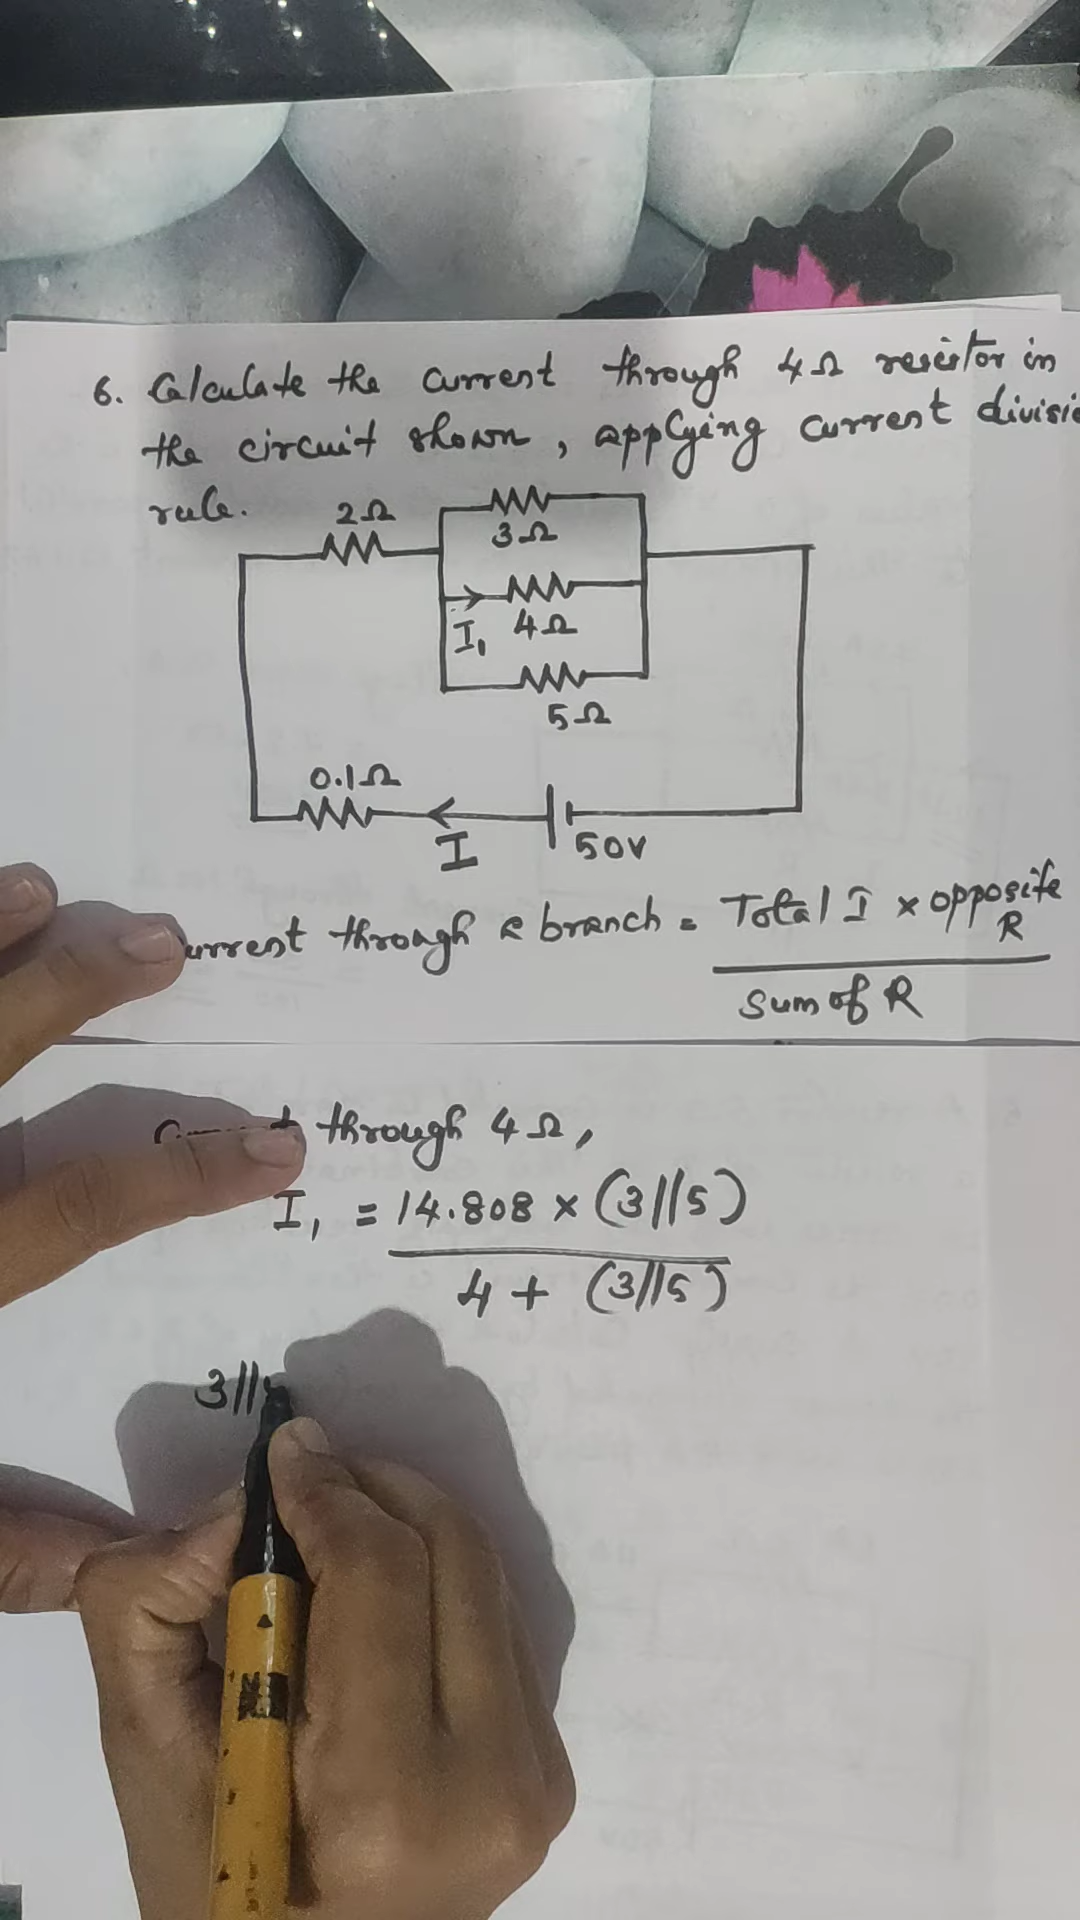 6. Calculate the current through 4Ω resistor in
the circuit shown, applying current divisi
rule.
2Ω
3Ω
I₁ 4Ω
5Ω
0.1Ω
I
50V
urrent through a branch = Total I × opposite R
Sum of R
through 4Ω,
I₁ = 14.808 × (3//5)
4 + (3//5)
3//